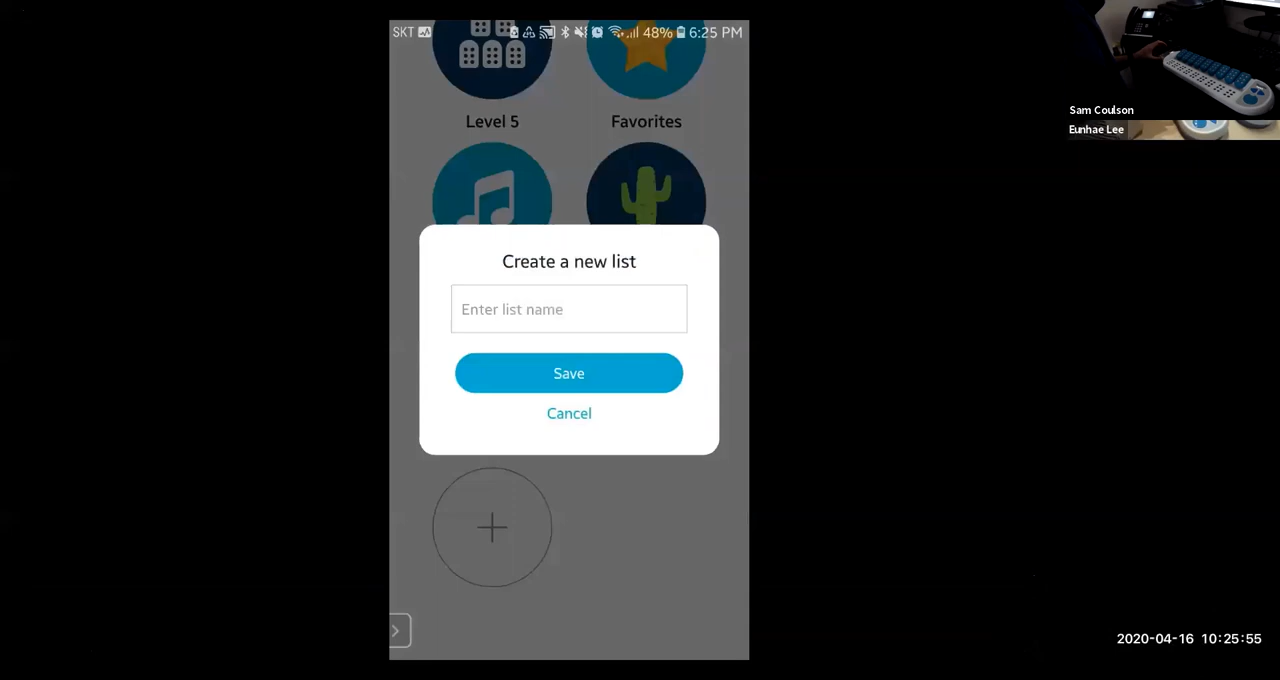 SKT 48% 6:25 PM
Level 5 Favorites
Create a new list
Enter list name
Save
Cancel
Sam Coulson
Eunhae Lee
2020-04-16 10:25:55